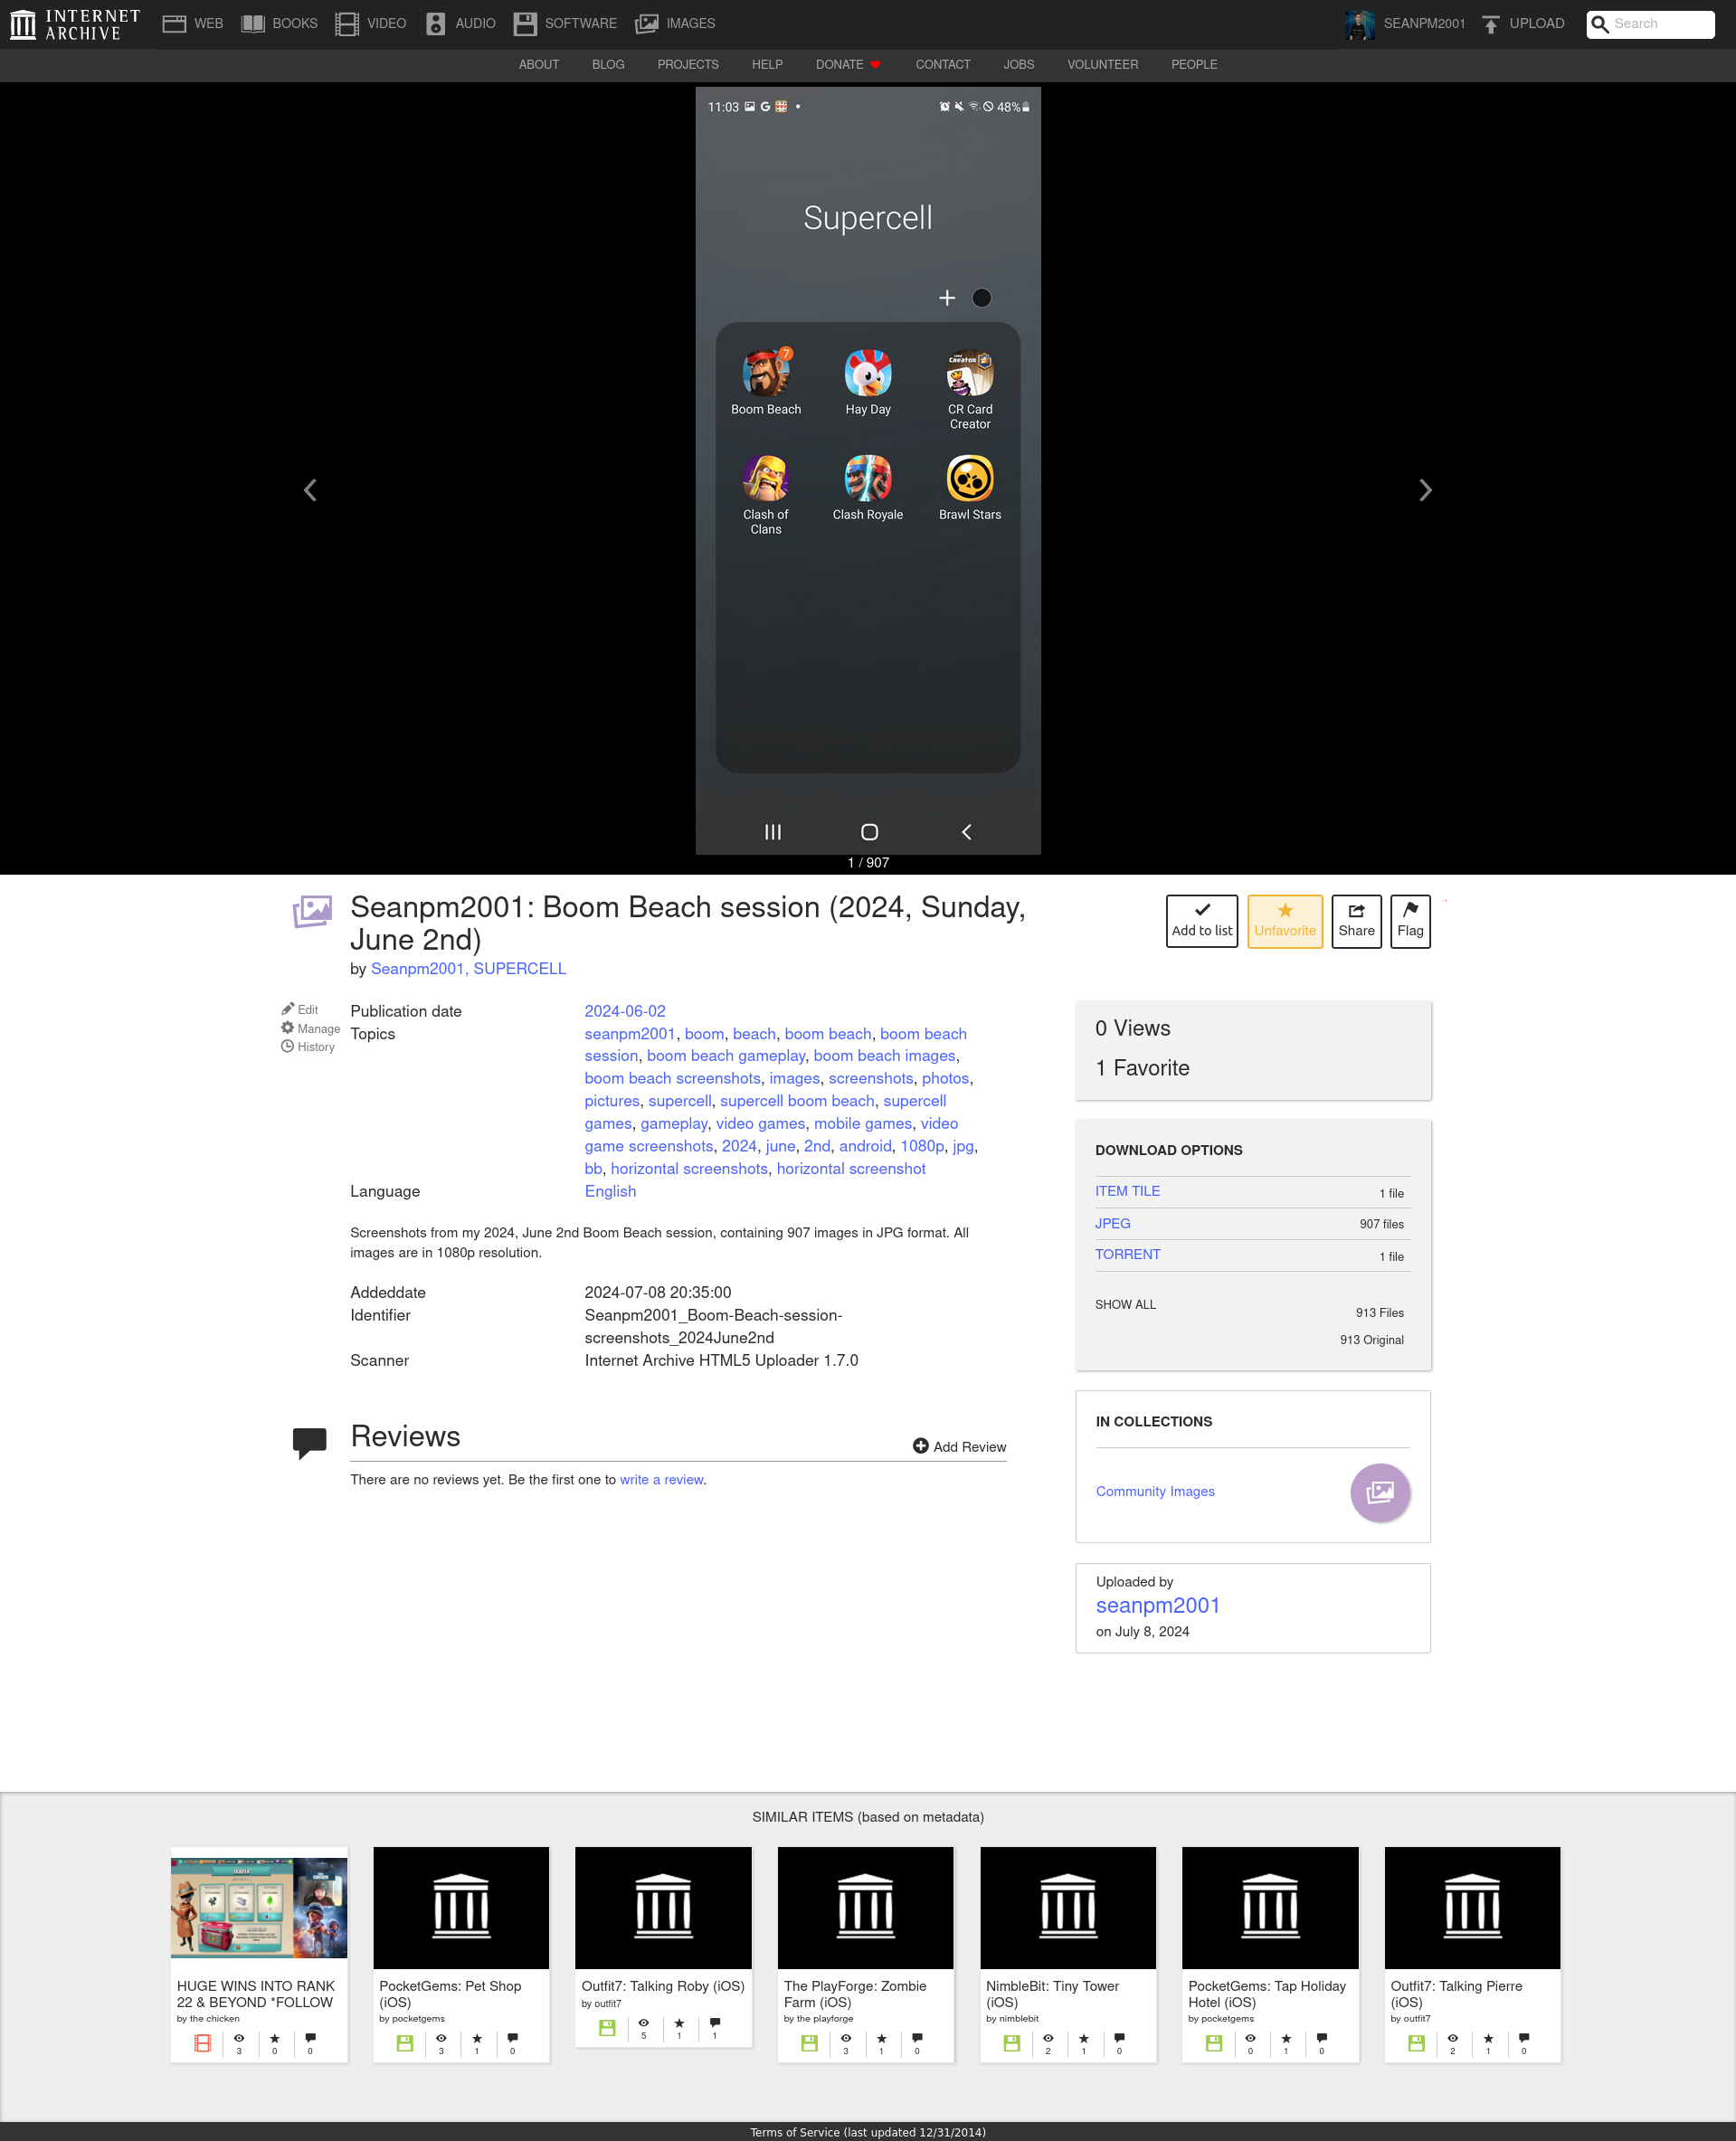 INTERNET ARCHIVE
WEB
BOOKS
VIDEO
AUDIO
SOFTWARE
IMAGES
SEANPM2001
UPLOAD
Search
ABOUT
BLOG
PROJECTS
HELP
DONATE
CONTACT
JOBS
VOLUNTEER
PEOPLE
11:03
48%
Supercell
7
Boom Beach
Hay Day
CREATOR
CR Card
Creator
Clash of
Clans
Clash Royale
Brawl Stars
1 / 907
Seanpm2001: Boom Beach session (2024, Sunday,
June 2nd)
by Seanpm2001, SUPERCELL
Add to list
Unfavorite
Share
Flag
Edit
Manage
History
Publication date 2024-06-02
Topics seanpm2001, boom, beach, boom beach, boom beach
session, boom beach gameplay, boom beach images,
boom beach screenshots, images, screenshots, photos,
pictures, supercell, supercell boom beach, supercell
games, gameplay, video games, mobile games, video
game screenshots, 2024, june, 2nd, android, 1080p, jpg,
bb, horizontal screenshots, horizontal screenshot
Language English
Screenshots from my 2024, June 2nd Boom Beach session, containing 907 images in JPG format. All
images are in 1080p resolution.
Addeddate 2024-07-08 20:35:00
Identifier Seanpm2001_Boom-Beach-session-
screenshots_2024June2nd
Scanner Internet Archive HTML5 Uploader 1.7.0
Reviews
Add Review
There are no reviews yet. Be the first one to write a review.
0 Views
1 Favorite
DOWNLOAD OPTIONS
ITEM TILE 1 file
JPEG 907 files
TORRENT 1 file
SHOW ALL 913 Files
913 Original
IN COLLECTIONS
Community Images
Uploaded by
seanpm2001
on July 8, 2024
SIMILAR ITEMS (based on metadata)
HUGE WINS INTO RANK
22 & BEYOND *FOLLOW
by the chicken
3 0 0
PocketGems: Pet Shop
(iOS)
by pocketgems
3 1 0
Outfit7: Talking Roby (iOS)
by outfit7
5 1 1
The PlayForge: Zombie
Farm (iOS)
by the playforge
3 1 0
NimbleBit: Tiny Tower
(iOS)
by nimblebit
2 1 0
PocketGems: Tap Holiday
Hotel (iOS)
by pocketgems
0 1 0
Outfit7: Talking Pierre
(iOS)
by outfit7
2 1 0
Terms of Service (last updated 12/31/2014)